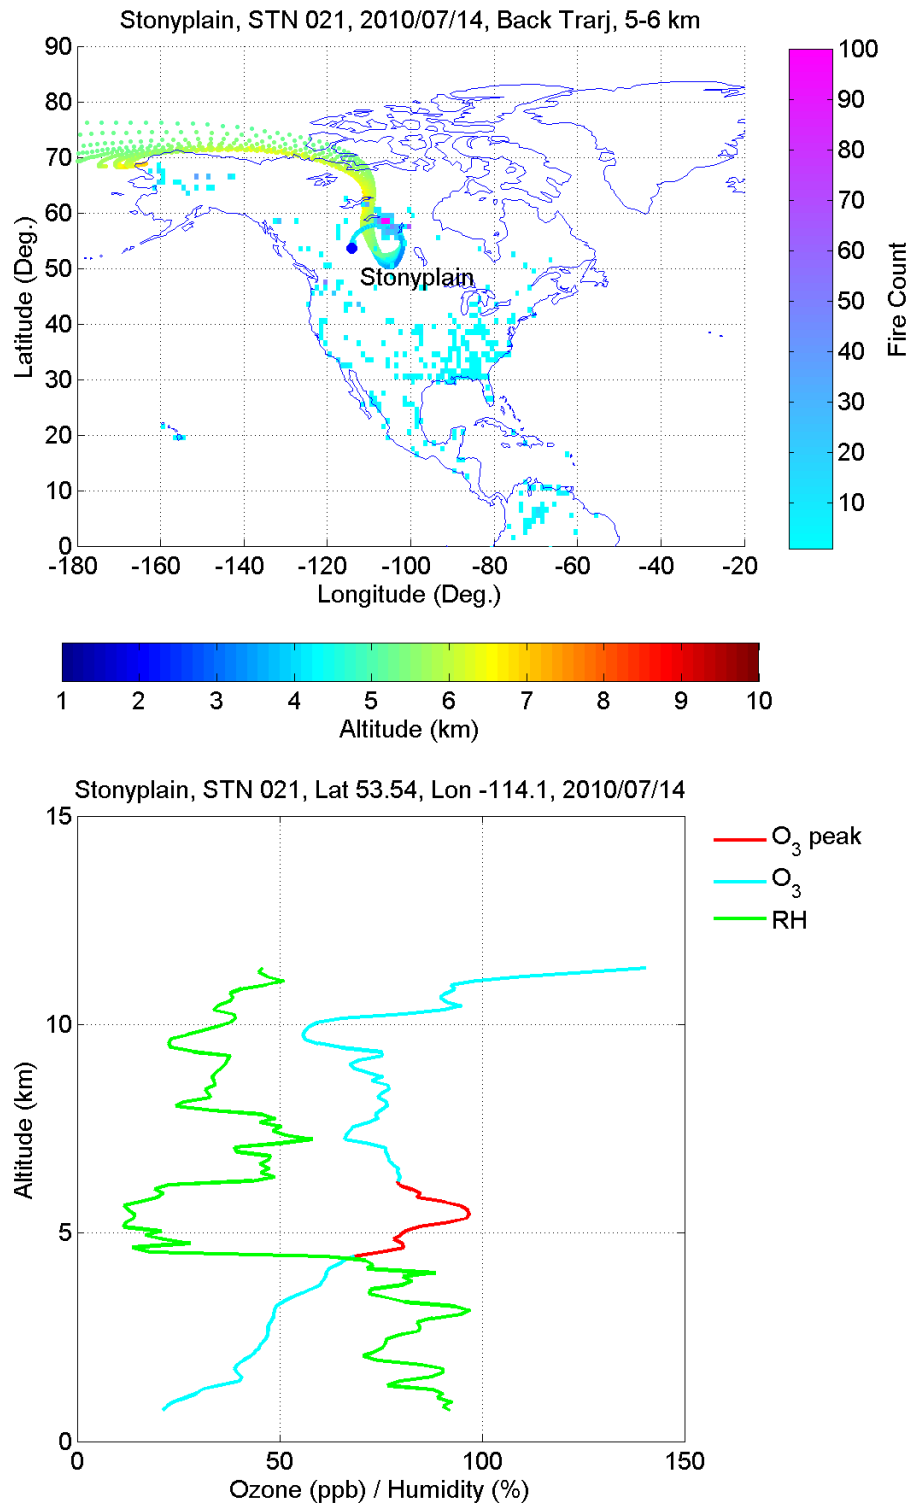 Stonyplain, STN 021, 2010/07/14, Back Trarj, 5-6 km
90
80
70
60
50
40
30
20
10
0
Latitude (Deg.)
Stonyplain
-180 -160 -140 -120 -100 -80 -60 -40 -20
Longitude (Deg.)
100
90
80
70
60
50
40
30
20
10
Fire Count
1 2 3 4 5 6 7 8 9 10
Altitude (km)
Stonyplain, STN 021, Lat 53.54, Lon -114.1, 2010/07/14
15
10
5
0
Altitude (km)
0 50 100 150
Ozone (ppb) / Humidity (%)
O3 peak
O3
RH